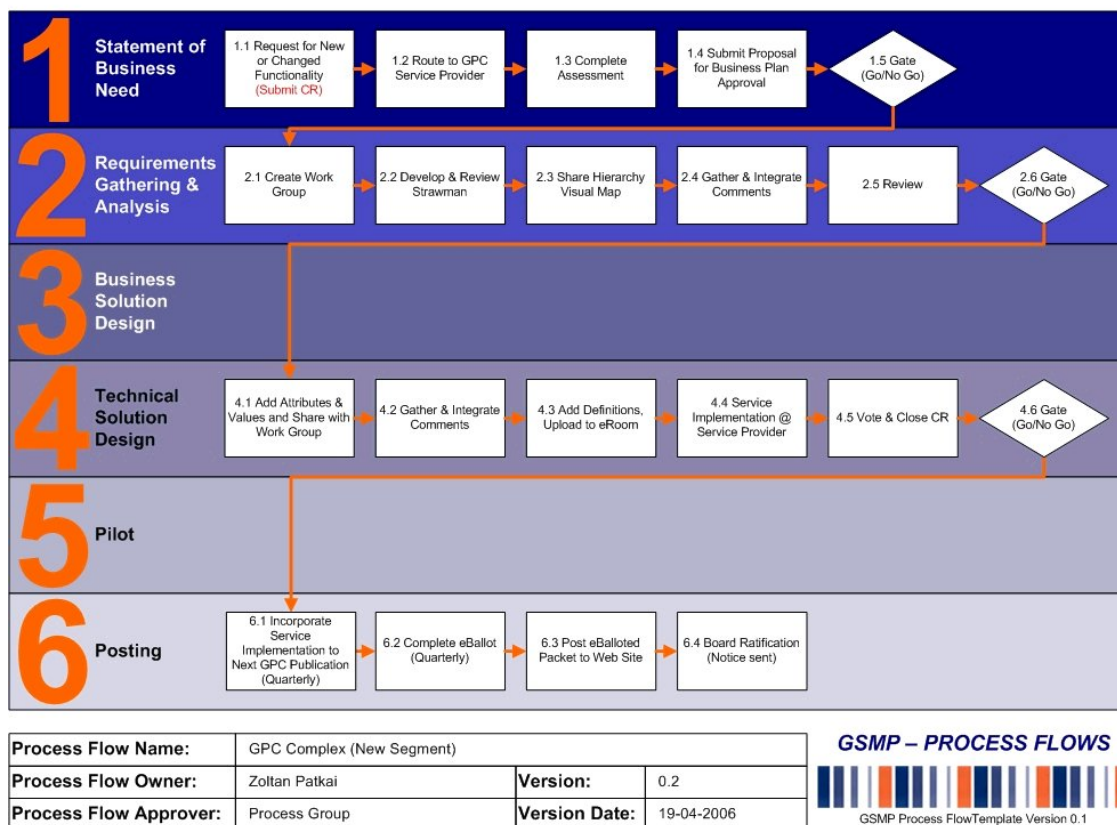 1
Statement of
Business
Need
1.1 Request for New
or Changed
Functionality
(Submit CR)
1.2 Route to GPC
Service Provider
1.3 Complete
Assessment
1.4 Submit Proposal
for Business Plan
Approval
1.5 Gate
(Go/No Go)
2
Requirements
Gathering &
Analysis
2.1 Create Work
Group
2.2 Develop & Review
Strawman
2.3 Share Hierarchy
Visual Map
2.4 Gather & Integrate
Comments
2.5 Review
2.6 Gate
(Go/No Go)
3
Business
Solution
Design
4
Technical
Solution
Design
4.1 Add Attributes &
Values and Share with
Work Group
4.2 Gather & Integrate
Comments
4.3 Add Definitions,
Upload to eRoom
4.4 Service
Implementation @
Service Provider
4.5 Vote & Close CR
4.6 Gate
(Go/No Go)
5
Pilot
6
Posting
6.1 Incorporate
Service
Implementation to
Next GPC Publication
(Quarterly)
6.2 Complete eBallot
(Quarterly)
6.3 Post eBalloted
Packet to Web Site
6.4 Board Ratification
(Notice sent)
Process Flow Name: GPC Complex (New Segment)
Process Flow Owner: Zoltan Patkai Version: 0.2
Process Flow Approver: Process Group Version Date: 19-04-2006
GSMP – PROCESS FLOWS
GSMP Process FlowTemplate Version 0.1